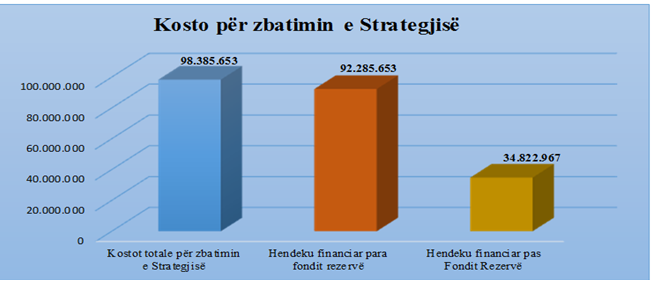 Kosto për zbatimin e Strategjisë
98.385.653
92.285.653
34.822.967
100.000.000
80.000.000
60.000.000
40.000.000
20.000.000
0
Kostot totale për zbatimin
e Strategjisë
Hendeku financiar para
fondit rezervë
Hendeku financiar pas
Fondit Rezervë